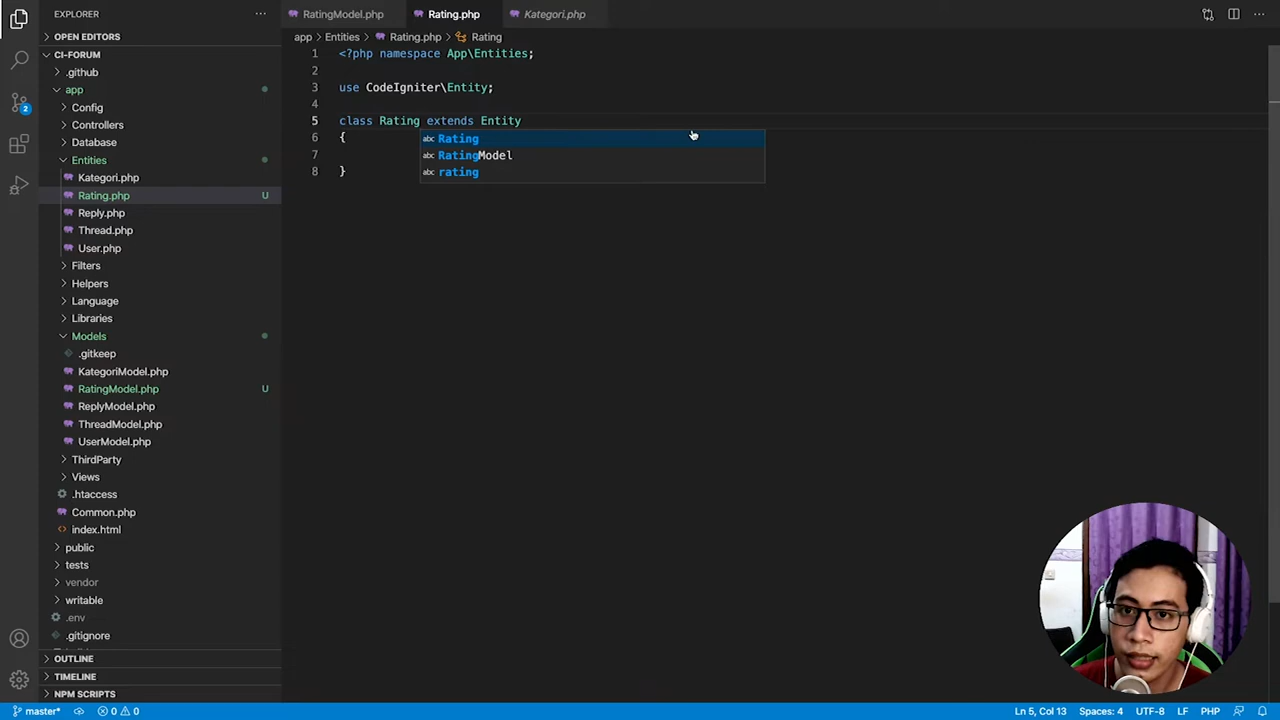 EXPLORER
OPEN EDITORS
CI-FORUM
.github
app
Config
Controllers
Database
Entities
Kategori.php
Rating.php U
Reply.php
Thread.php
User.php
Filters
Helpers
Language
Libraries
Models
.gitkeep
KategoriModel.php
RatingModel.php U
ReplyModel.php
ThreadModel.php
UserModel.php
ThirdParty
Views
.htaccess
Common.php
index.html
public
tests
vendor
writable
.env
.gitignore
OUTLINE
TIMELINE
NPM SCRIPTS
2
RatingModel.php Rating.php Kategori.php
app > Entities > Rating.php > Rating
1 <?php namespace App\Entities;
2
3 use CodeIgniter\Entity;
4
5 class Rating extends Entity
6 {
7
8 }
abc Rating
abc RatingModel
abc rating
master* 0 0 Ln 5, Col 13 Spaces: 4 UTF-8 LF PHP